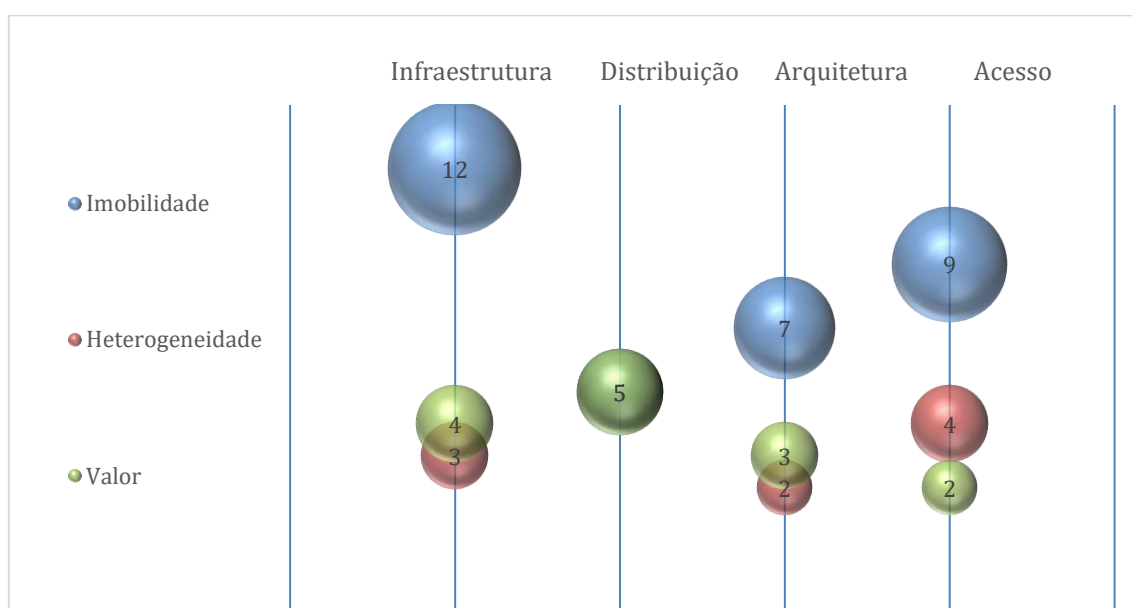 Infraestrutura Distribuição Arquitetura Acesso
12
Imobilidade
9
7
Heterogeneidade
5
4
4
3
3
Valor
2
2